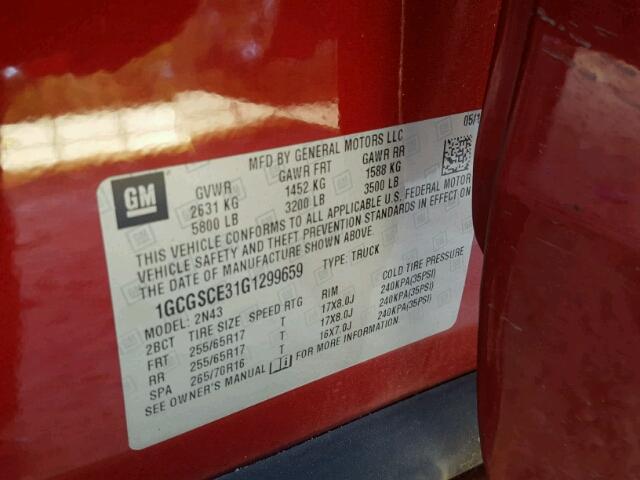 MFD BY GENERAL MOTORS LLC 05/1
GM
GVWR GAWR FRT GAWR RR
2631 KG 1452 KG 1588 KG
5800 LB 3200 LB 3500 LB
THIS VEHICLE CONFORMS TO ALL APPLICABLE U.S. FEDERAL MOTOR
VEHICLE SAFETY AND THEFT PREVENTION STANDARDS IN EFFECT ON
THE DATE OF MANUFACTURE SHOWN ABOVE.
1GCGSCE31G1299659 TYPE: TRUCK
MODEL: 2N43
2BCT TIRE SIZE SPEED RTG RIM COLD TIRE PRESSURE
FRT 255/65R17 T 17X8.0J 240KPA(35PSI)
RR 255/65R17 T 17X8.0J 240KPA(35PSI)
SPA 265/70R16 T 16X7.0J 240KPA(35PSI)
SEE OWNER'S MANUAL FOR MORE INFORMATION.